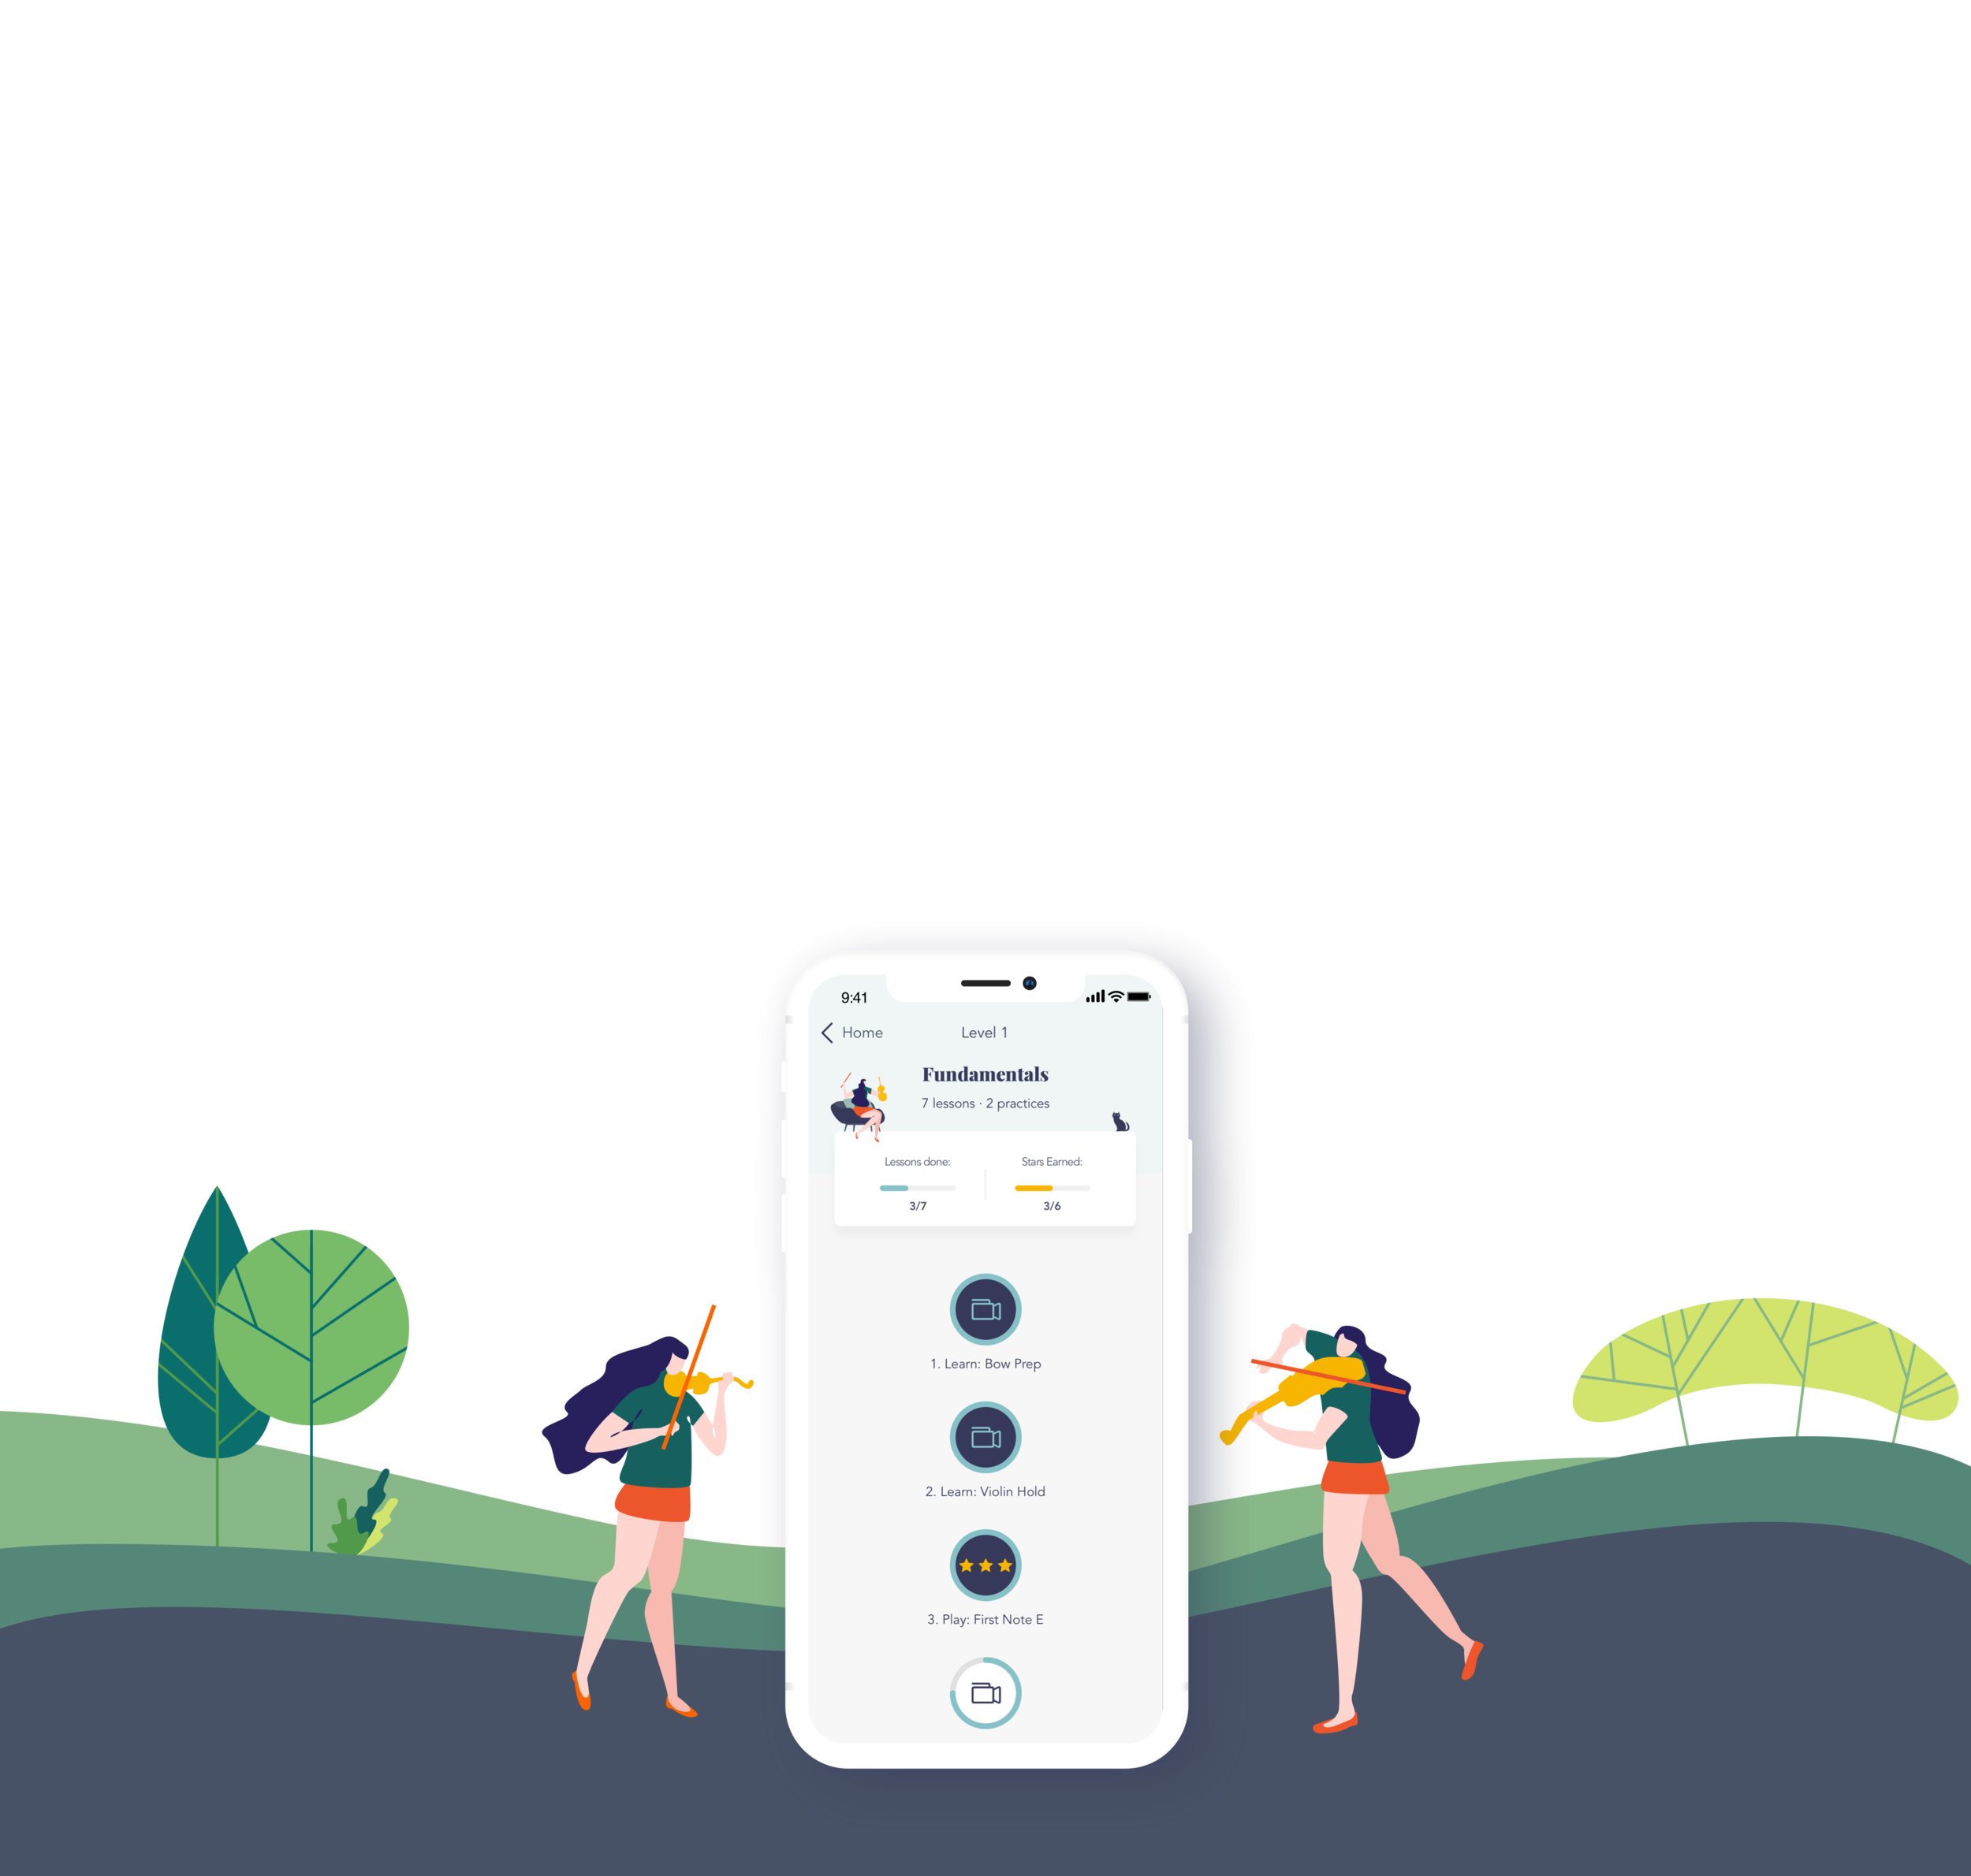 9:41
Home
Level 1
Fundamentals
7 lessons · 2 practices
Lessons done:
Stars Earned:
3/7
3/6
1. Learn: Bow Prep
2. Learn: Violin Hold
3. Play: First Note E